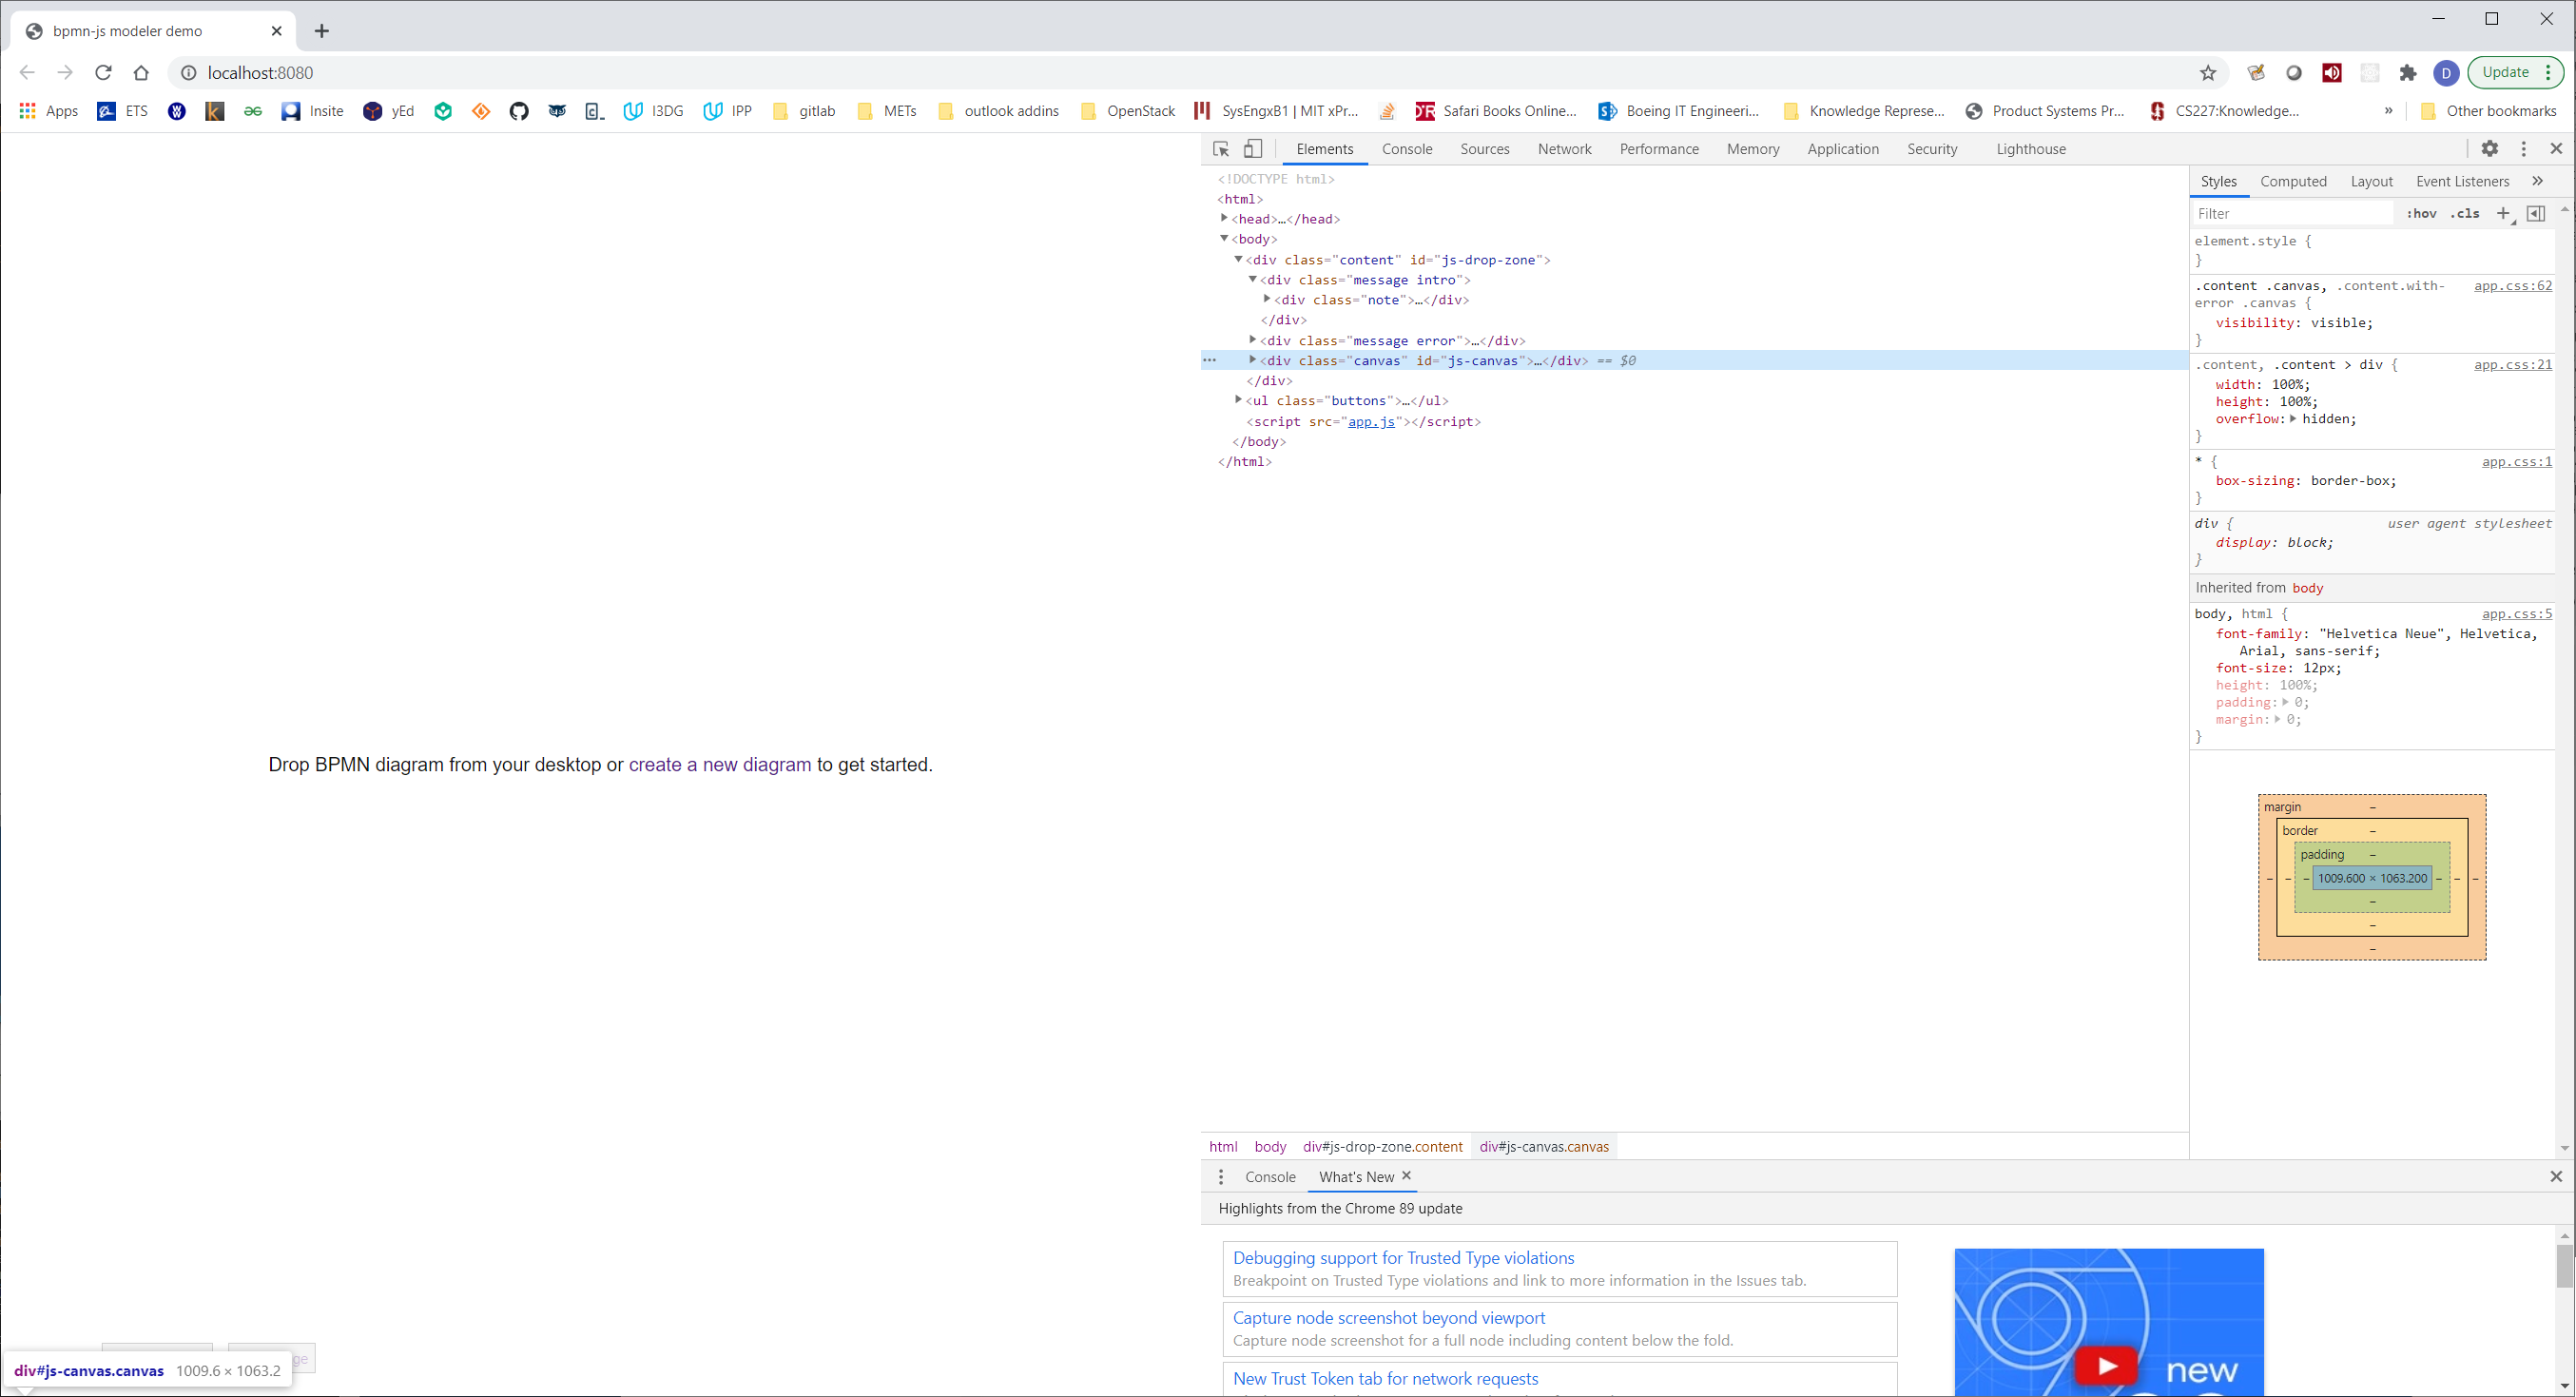 bpmn-js modeler demo
localhost:8080
D
Update
Apps
ETS
Insite
yEd
I3DG
IPP
gitlab
METs
outlook addins
OpenStack
SysEngxB1 | MIT xPr...
Safari Books Online...
Boeing IT Engineeri...
Knowledge Represe...
Product Systems Pr...
CS227:Knowledge...
»
Other bookmarks
Drop BPMN diagram from your desktop or create a new diagram to get started.
div#js-canvas.canvas 1009.6 × 1063.2
Elements
Console
Sources
Network
Performance
Memory
Application
Security
Lighthouse
<!DOCTYPE html>
<html>
<head>…</head>
<body>
<div class="content" id="js-drop-zone">
<div class="message intro">
<div class="note">…</div>
</div>
<div class="message error">…</div>
<div class="canvas" id="js-canvas">…</div> == $0
</div>
<ul class="buttons">…</ul>
<script src="app.js"></script>
</body>
</html>
html body div#js-drop-zone.content div#js-canvas.canvas
Styles
Computed
Layout
Event Listeners
»
Filter
:hov .cls +
element.style {
}
.content .canvas, .content.with- app.css:62
error .canvas {
visibility: visible;
}
.content, .content > div { app.css:21
width: 100%;
height: 100%;
overflow: hidden;
}
* { app.css:1
box-sizing: border-box;
}
div { user agent stylesheet
display: block;
}
Inherited from body
body, html { app.css:5
font-family: "Helvetica Neue", Helvetica,
Arial, sans-serif;
font-size: 12px;
height: 100%;
padding: 0;
margin: 0;
}
margin –
border –
padding –
– – – 1009.600 × 1063.200 – – –
–
–
–
Console
What's New
Highlights from the Chrome 89 update
Debugging support for Trusted Type violations
Breakpoint on Trusted Type violations and link to more information in the Issues tab.
Capture node screenshot beyond viewport
Capture node screenshot for a full node including content below the fold.
New Trust Token tab for network requests
new